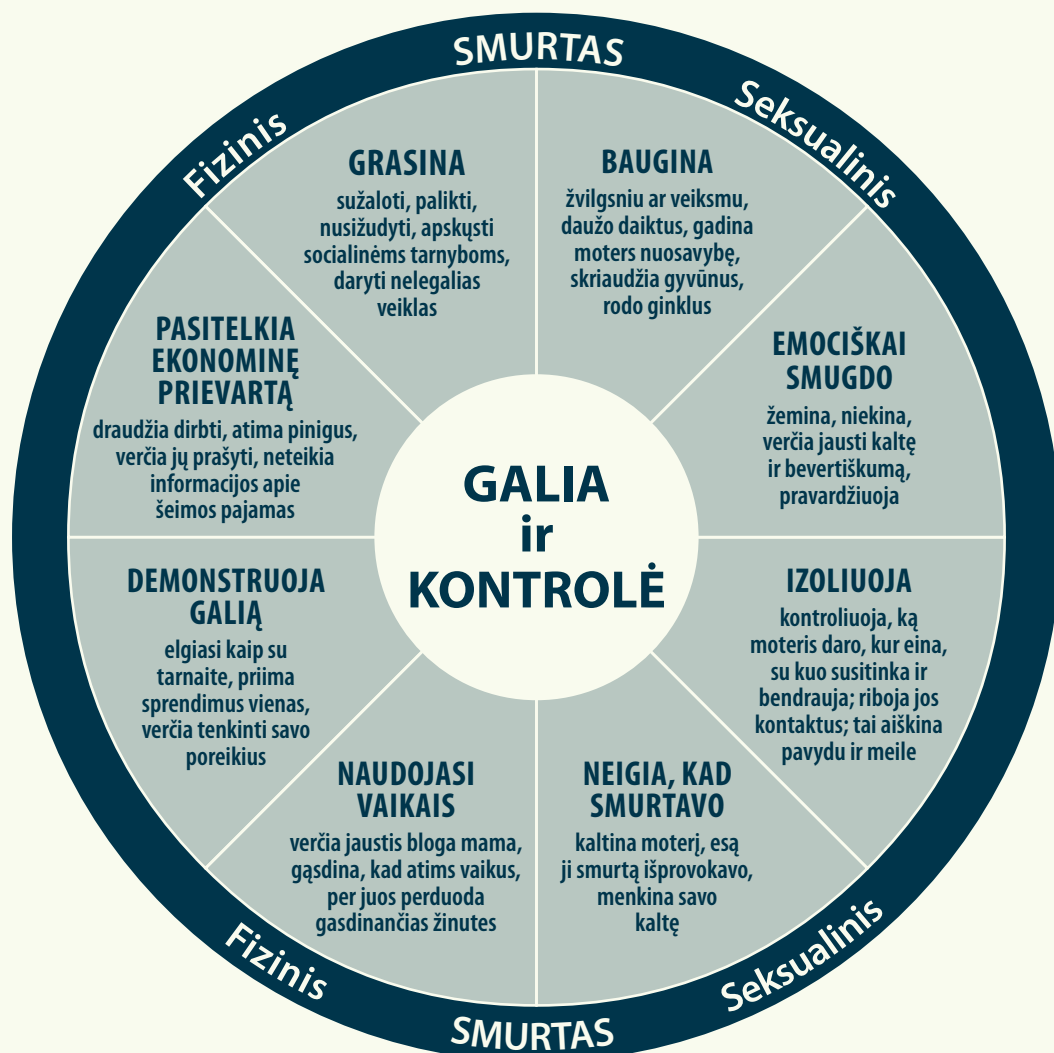 SMURTAS
Fizinis
Seksualinis
GRASINA
sužaloti, palikti,
nusižudyti, apskųsti
socialinėms tarnyboms,
daryti nelegalias
veiklas
BAUGINA
žvilgsniu ar veiksmu,
daužo daiktus, gadina
moters nuosavybę,
skriaudžia gyvūnus,
rodo ginklus
PASITELKIA
EKONOMINĘ
PRIEVARTĄ
draudžia dirbti, atima pinigus,
verčia jų prašyti, neteikia
informacijos apie
šeimos pajamas
EMOCIŠKAI
SMUGDO
žemina, niekina,
verčia jausti kaltę
ir bevertiškumą,
pravardžiuoja
GALIA
ir
KONTROLĖ
DEMONSTRUOJA
GALIĄ
elgiasi kaip su
tarnaite, priima
sprendimus vienas,
verčia tenkinti savo
poreikius
IZOLIUOJA
kontroliuoja, ką
moteris daro, kur eina,
su kuo susitinka ir
bendrauja; riboja jos
kontaktus; tai aiškina
pavydu ir meile
NAUDOJASI
VAIKAIS
verčia jaustis bloga mama,
gąsdina, kad atims vaikus,
per juos perduoda
gasdinančias žinutes
NEIGIA, KAD
SMURTAVO
kaltina moterį, esą
ji smurtą išprovokavo,
menkina savo
kaltę
Fizinis
Seksualinis
SMURTAS